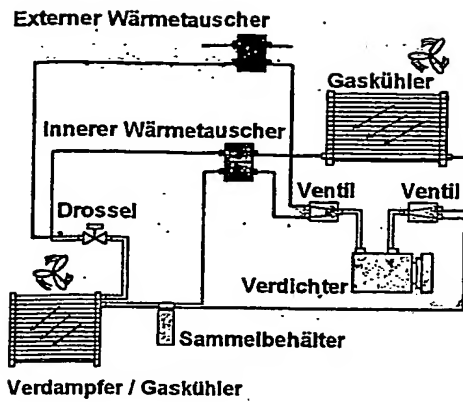 Externer Wärmetauscher
Gaskühler
Innerer Wärmetauscher
Ventil
Ventil
Drossel
Verdichter
Sammelbehälter
Verdampfer / Gaskühler